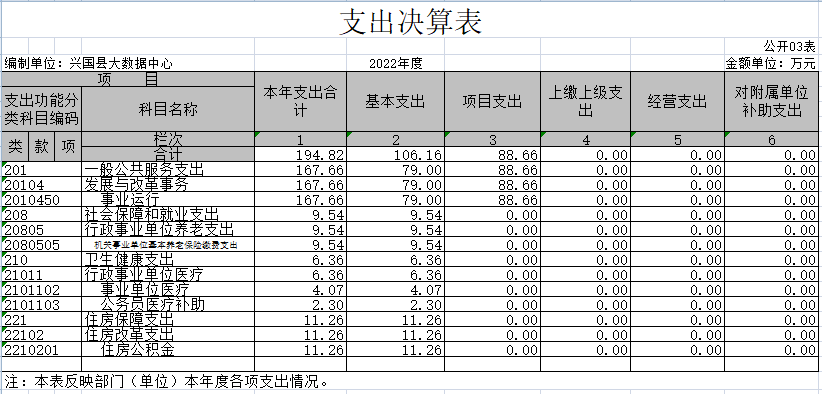 支出决算表
公开03表
编制单位：兴国县大数据中心 2022年度 金额单位：万元
项 目 本年支出合计 基本支出 项目支出 上缴上级支出 经营支出 对附属单位补助支出
支出功能分类科目编码 科目名称
类 款 项 栏次 1 2 3 4 5 6
合计 194.82 106.16 88.66 0.00 0.00 0.00
201 一般公共服务支出 167.66 79.00 88.66 0.00 0.00 0.00
20104 发展与改革事务 167.66 79.00 88.66 0.00 0.00 0.00
2010450 事业运行 167.66 79.00 88.66 0.00 0.00 0.00
208 社会保障和就业支出 9.54 9.54 0.00 0.00 0.00 0.00
20805 行政事业单位养老支出 9.54 9.54 0.00 0.00 0.00 0.00
2080505 机关事业单位基本养老保险缴费支出 9.54 9.54 0.00 0.00 0.00 0.00
210 卫生健康支出 6.36 6.36 0.00 0.00 0.00 0.00
21011 行政事业单位医疗 6.36 6.36 0.00 0.00 0.00 0.00
2101102 事业单位医疗 4.07 4.07 0.00 0.00 0.00 0.00
2101103 公务员医疗补助 2.30 2.30 0.00 0.00 0.00 0.00
221 住房保障支出 11.26 11.26 0.00 0.00 0.00 0.00
22102 住房改革支出 11.26 11.26 0.00 0.00 0.00 0.00
2210201 住房公积金 11.26 11.26 0.00 0.00 0.00 0.00
注：本表反映部门（单位）本年度各项支出情况。